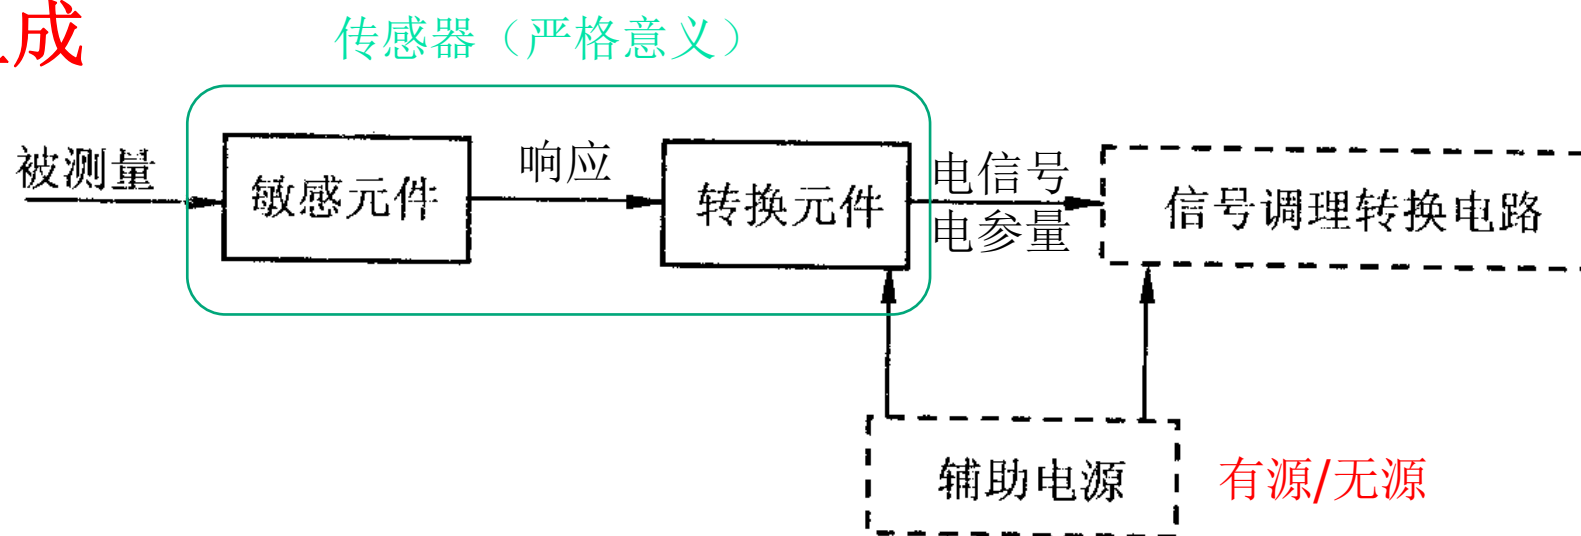 成
传感器（严格意义）
被测量
敏感元件
响应
转换元件
电信号
电参量
信号调理转换电路
辅助电源
有源/无源